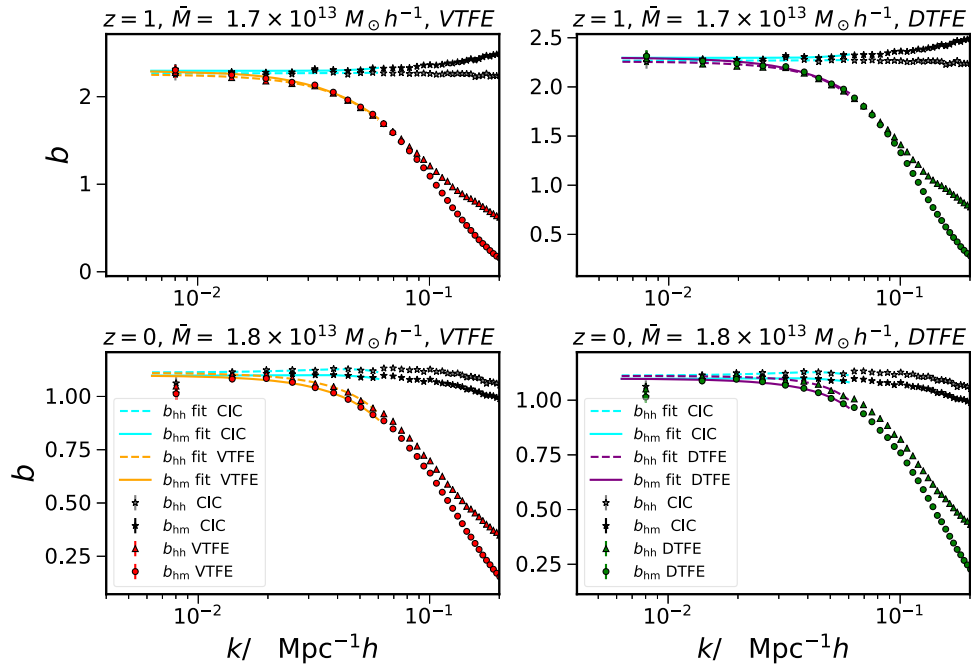 z = 1, M̄ = 1.7 × 10¹³ M⊙h⁻¹, VTFE
z = 1, M̄ = 1.7 × 10¹³ M⊙h⁻¹, DTFE
b
2
1
0
10⁻²
10⁻¹
2.5
2.0
1.5
1.0
0.5
10⁻²
10⁻¹
z = 0, M̄ = 1.8 × 10¹³ M⊙h⁻¹, VTFE
z = 0, M̄ = 1.8 × 10¹³ M⊙h⁻¹, DTFE
b
1.00
0.75
0.50
0.25
b_hh fit CIC
b_hm fit CIC
b_hh fit VTFE
b_hm fit VTFE
b_hh CIC
b_hm CIC
b_hh VTFE
b_hm VTFE
10⁻²
10⁻¹
k/ Mpc⁻¹h
1.00
0.75
0.50
0.25
b_hh fit CIC
b_hm fit CIC
b_hh fit DTFE
b_hm fit DTFE
b_hh CIC
b_hm CIC
b_hh DTFE
b_hm DTFE
10⁻²
10⁻¹
k/ Mpc⁻¹h